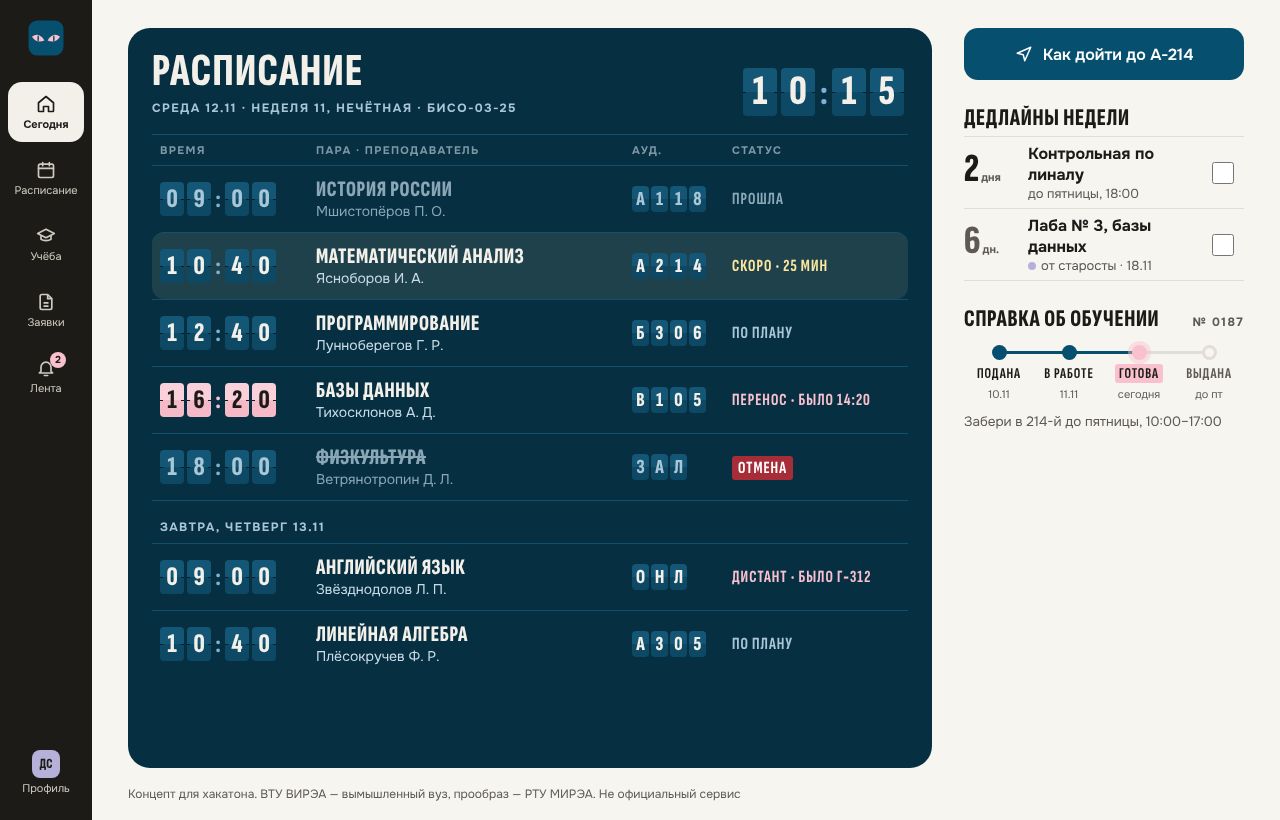 Сегодня
Расписание
Учёба
Заявки
2
Лента
ДС
Профиль
РАСПИСАНИЕ
СРЕДА 12.11 · НЕДЕЛЯ 11, НЕЧЁТНАЯ · БИСО-03-25
10:15
ВРЕМЯ ПАРА · ПРЕПОДАВАТЕЛЬ АУД. СТАТУС
09:00 ИСТОРИЯ РОССИИ А118 ПРОШЛА
Мшистопёров П. О.
10:40 МАТЕМАТИЧЕСКИЙ АНАЛИЗ А214 СКОРО · 25 МИН
Ясноборов И. А.
12:40 ПРОГРАММИРОВАНИЕ Б306 ПО ПЛАНУ
Лунноберегов Г. Р.
16:20 БАЗЫ ДАННЫХ В105 ПЕРЕНОС · БЫЛО 14:20
Тихосклонов А. Д.
18:00 ФИЗКУЛЬТУРА ЗАЛ ОТМЕНА
Ветрянотропин Д. Л.
ЗАВТРА, ЧЕТВЕРГ 13.11
09:00 АНГЛИЙСКИЙ ЯЗЫК ОНЛ ДИСТАНТ · БЫЛО Г-312
Звёзднодолов Л. П.
10:40 ЛИНЕЙНАЯ АЛГЕБРА А305 ПО ПЛАНУ
Плёсокручев Ф. Р.
Концепт для хакатона. ВТУ ВИРЭА — вымышленный вуз, прообраз — РТУ МИРЭА. Не официальный сервис
Как дойти до А-214
ДЕДЛАЙНЫ НЕДЕЛИ
2 дня
Контрольная по
линалу
до пятницы, 18:00
6 дн.
Лаба № 3, базы
данных
от старосты · 18.11
СПРАВКА ОБ ОБУЧЕНИИ № 0187
ПОДАНА В РАБОТЕ ГОТОВА ВЫДАНА
10.11 11.11 сегодня до пт
Забери в 214-й до пятницы, 10:00–17:00